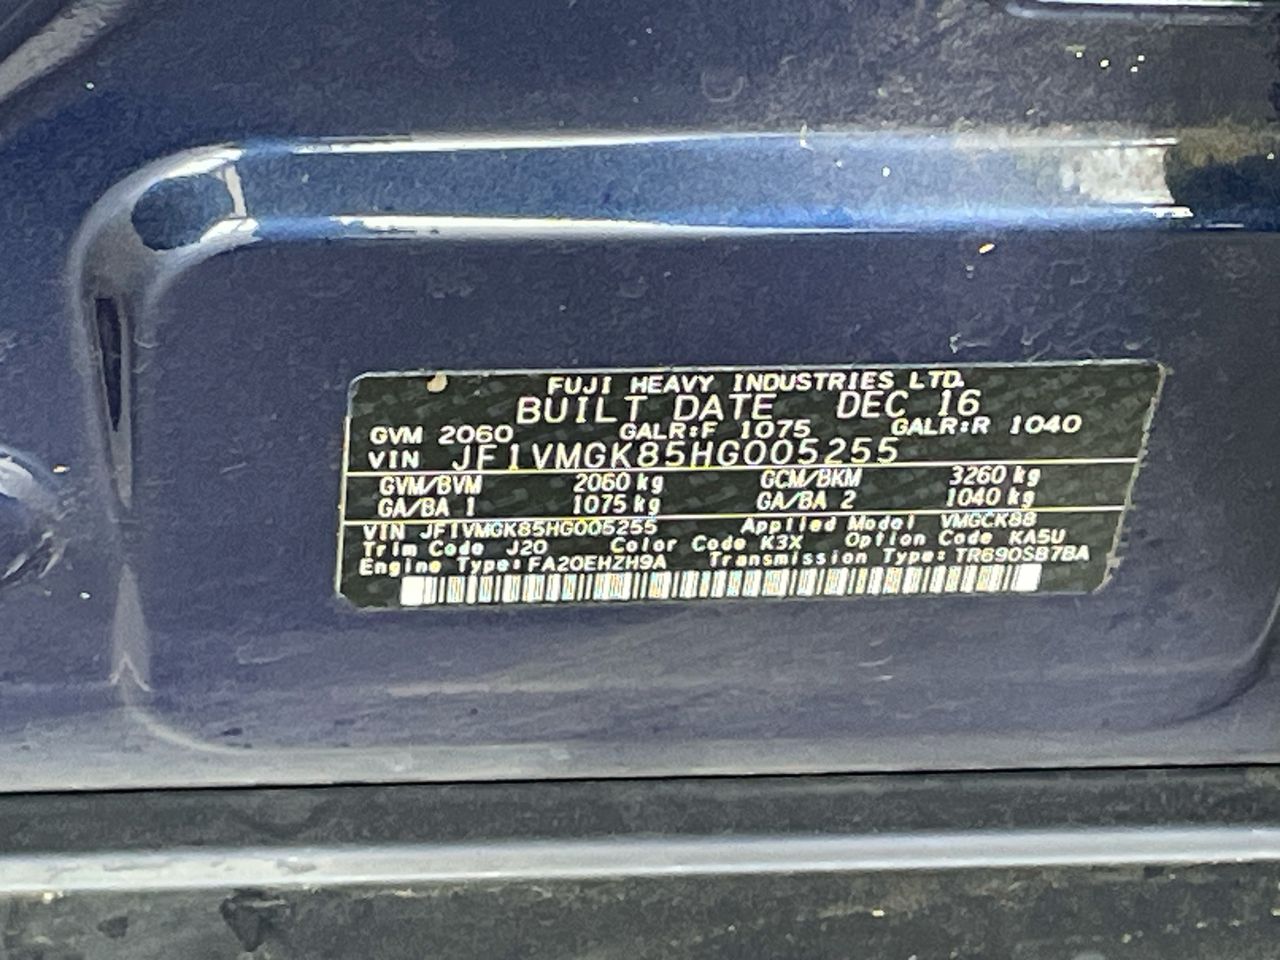 FUJI HEAVY INDUSTRIES LTD.
BUILT DATE DEC 16
GVM 2060 GALR:F 1075 GALR:R 1040
VIN JF1VMGK85HG005255
GVM/BVM 2060 kg GCM/BKM 3260 kg
GA/BA 1 1075 kg GA/BA 2 1040 kg
VIN JF1VMGK85HG005255 Applied Model VMGCK88
Trim Code J20 Color Code K3X Option Code KA5U
Engine Type: FA20EHZH9A Transmission Type: TR690SB7BA